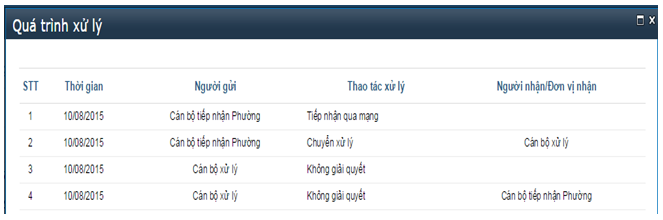 Quá trình xử lý
STT Thời gian Người gửi Thao tác xử lý Người nhận/Đơn vị nhận
1 10/08/2015 Cán bộ tiếp nhận Phường Tiếp nhận qua mạng
2 10/08/2015 Cán bộ tiếp nhận Phường Chuyển xử lý Cán bộ xử lý
3 10/08/2015 Cán bộ xử lý Không giải quyết
4 10/08/2015 Cán bộ xử lý Không giải quyết Cán bộ tiếp nhận Phường